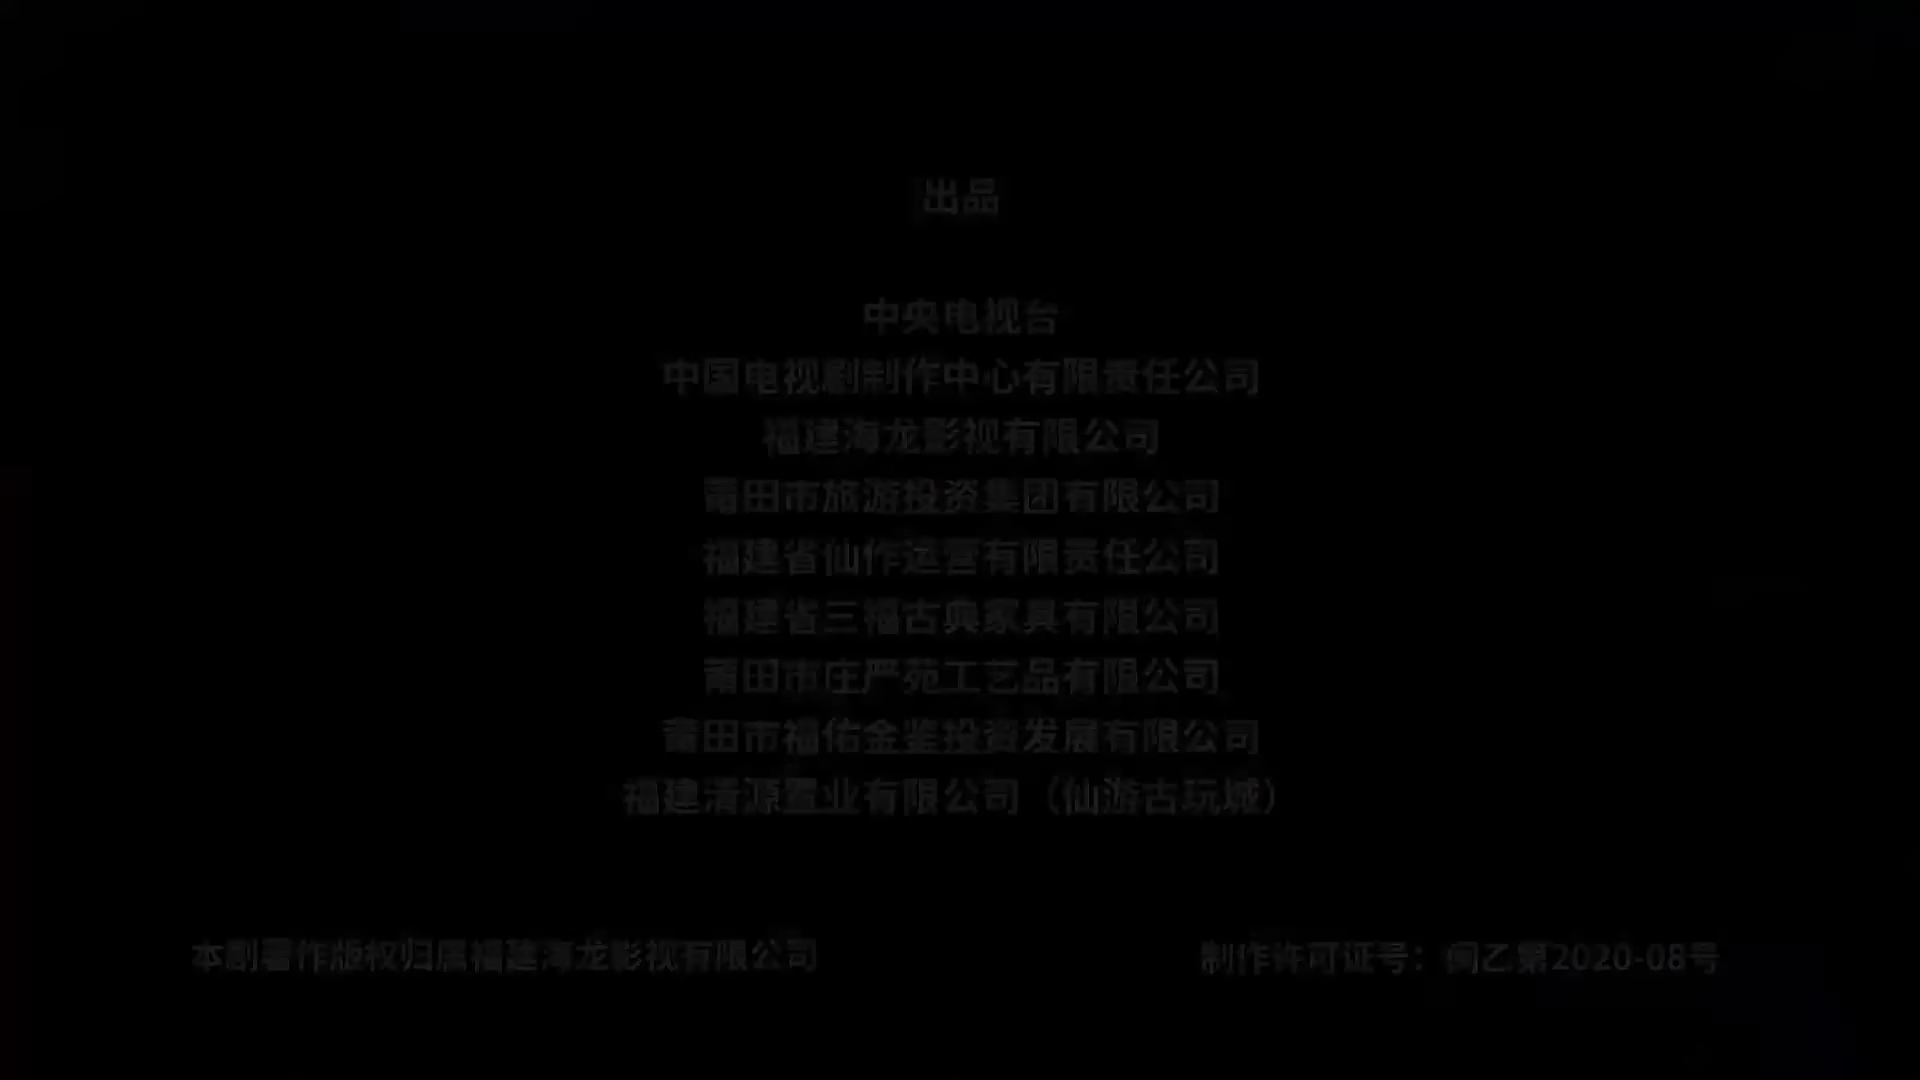 出品
中央电视台
中国电视剧制作中心有限责任公司
福建海龙影视有限公司
莆田市旅游投资集团有限公司
福建省仙作运营有限责任公司
福建省三福古典家具有限公司
莆田市庄严苑工艺品有限公司
莆田市福佑金鉴投资发展有限公司
福建清源置业有限公司（仙游古玩城）
本剧著作版权归属福建海龙影视有限公司
制作许可证号：闽乙第2020-08号